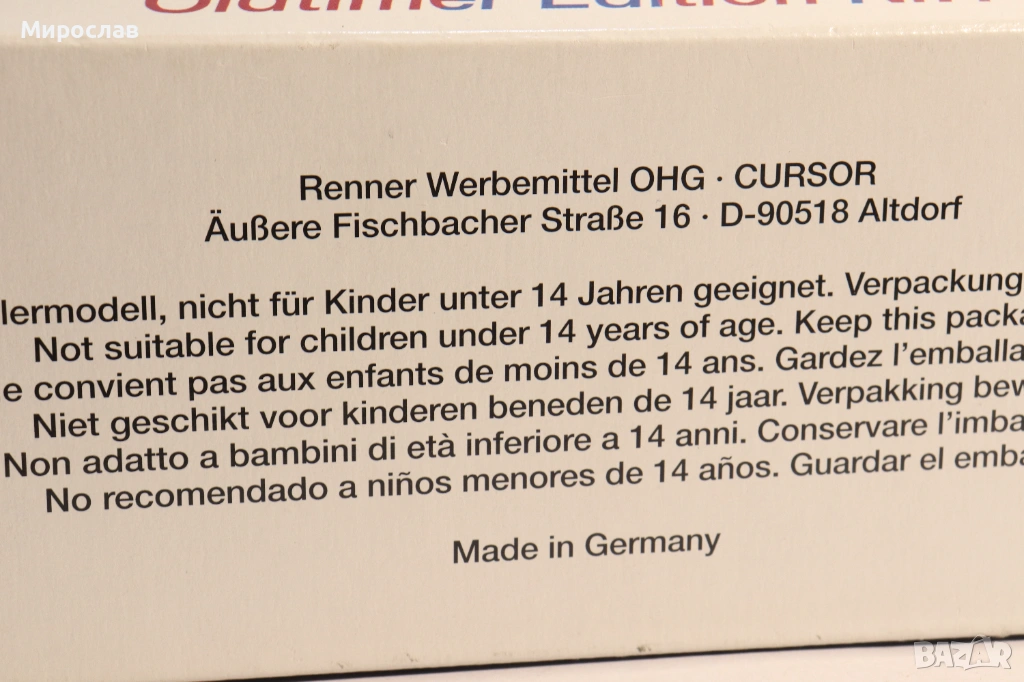 Oldtimer Edition
Мирослав
Renner Werbemittel OHG · CURSOR
Äußere Fischbacher Straße 16 · D-90518 Altdorf
lermodell, nicht für Kinder unter 14 Jahren geeignet. Verpackung
Not suitable for children under 14 years of age. Keep this packa
e convient pas aux enfants de moins de 14 ans. Gardez l'emballa
Niet geschikt voor kinderen beneden de 14 jaar. Verpakking bew
Non adatto a bambini di età inferiore a 14 anni. Conservare l'imba
No recomendado a niños menores de 14 años. Guardar el emba
Made in Germany
BAZAR